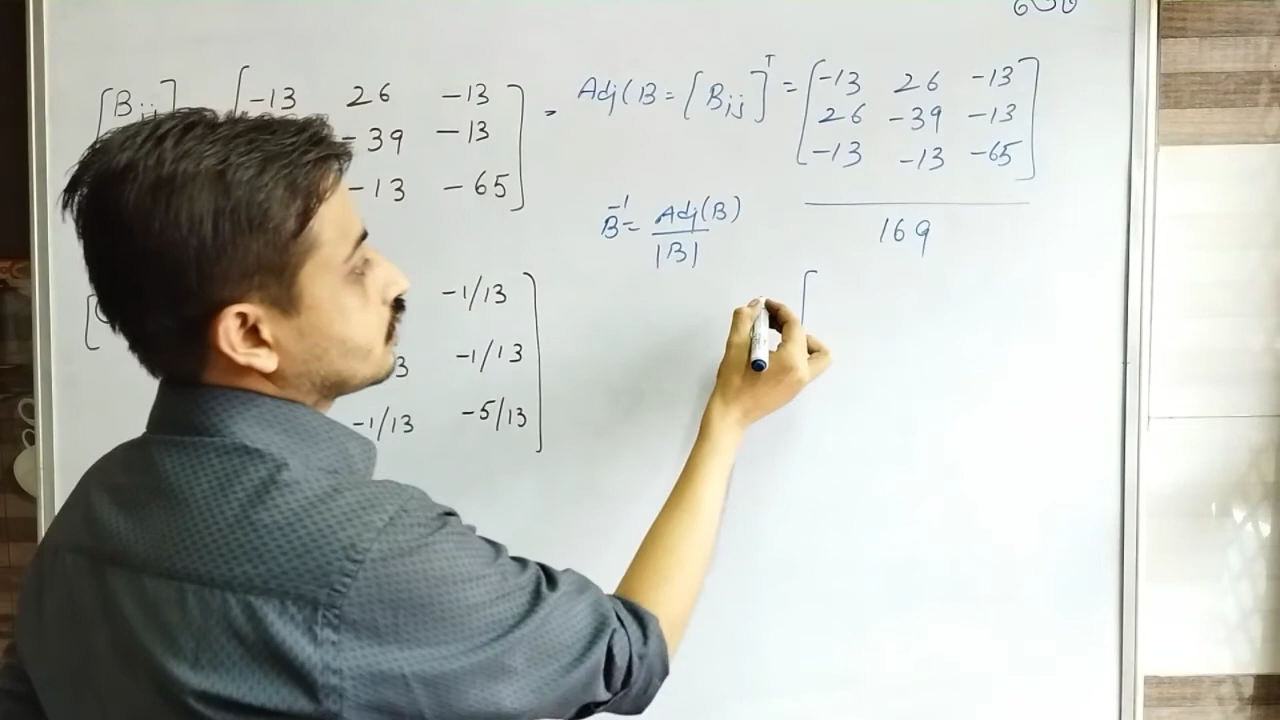 [Bij] [-13 26 -13
-39 -13
-13 -65] =
Adj(B = [Bij]ᵀ = [-13 26 -13
26 -39 -13
-13 -13 -65]
169
B⁻¹ = Adj(B)
|B|
[
-1/13
3 -1/13
-1/13 -5/13]
[